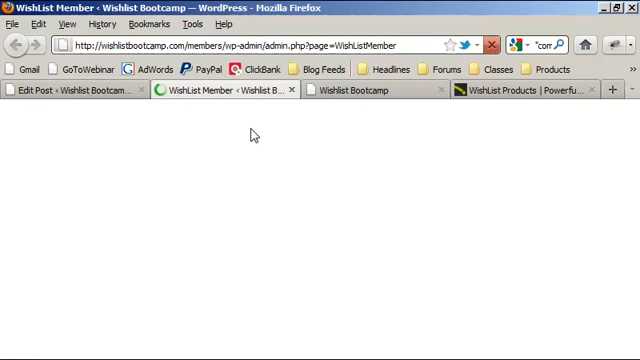 WishList Member ‹ Wishlist Bootcamp — WordPress - Mozilla Firefox
File Edit View History Bookmarks Tools Help
http://wishlistbootcamp.com/members/wp-admin/admin.php?page=WishListMember "com
Gmail GoToWebinar AdWords PayPal ClickBank Blog Feeds Headlines Forums Classes Products
Edit Post ‹ Wishlist Bootcam... WishList Member ‹ Wishlist B... Wishlist Bootcamp WishList Products | Powerfu...